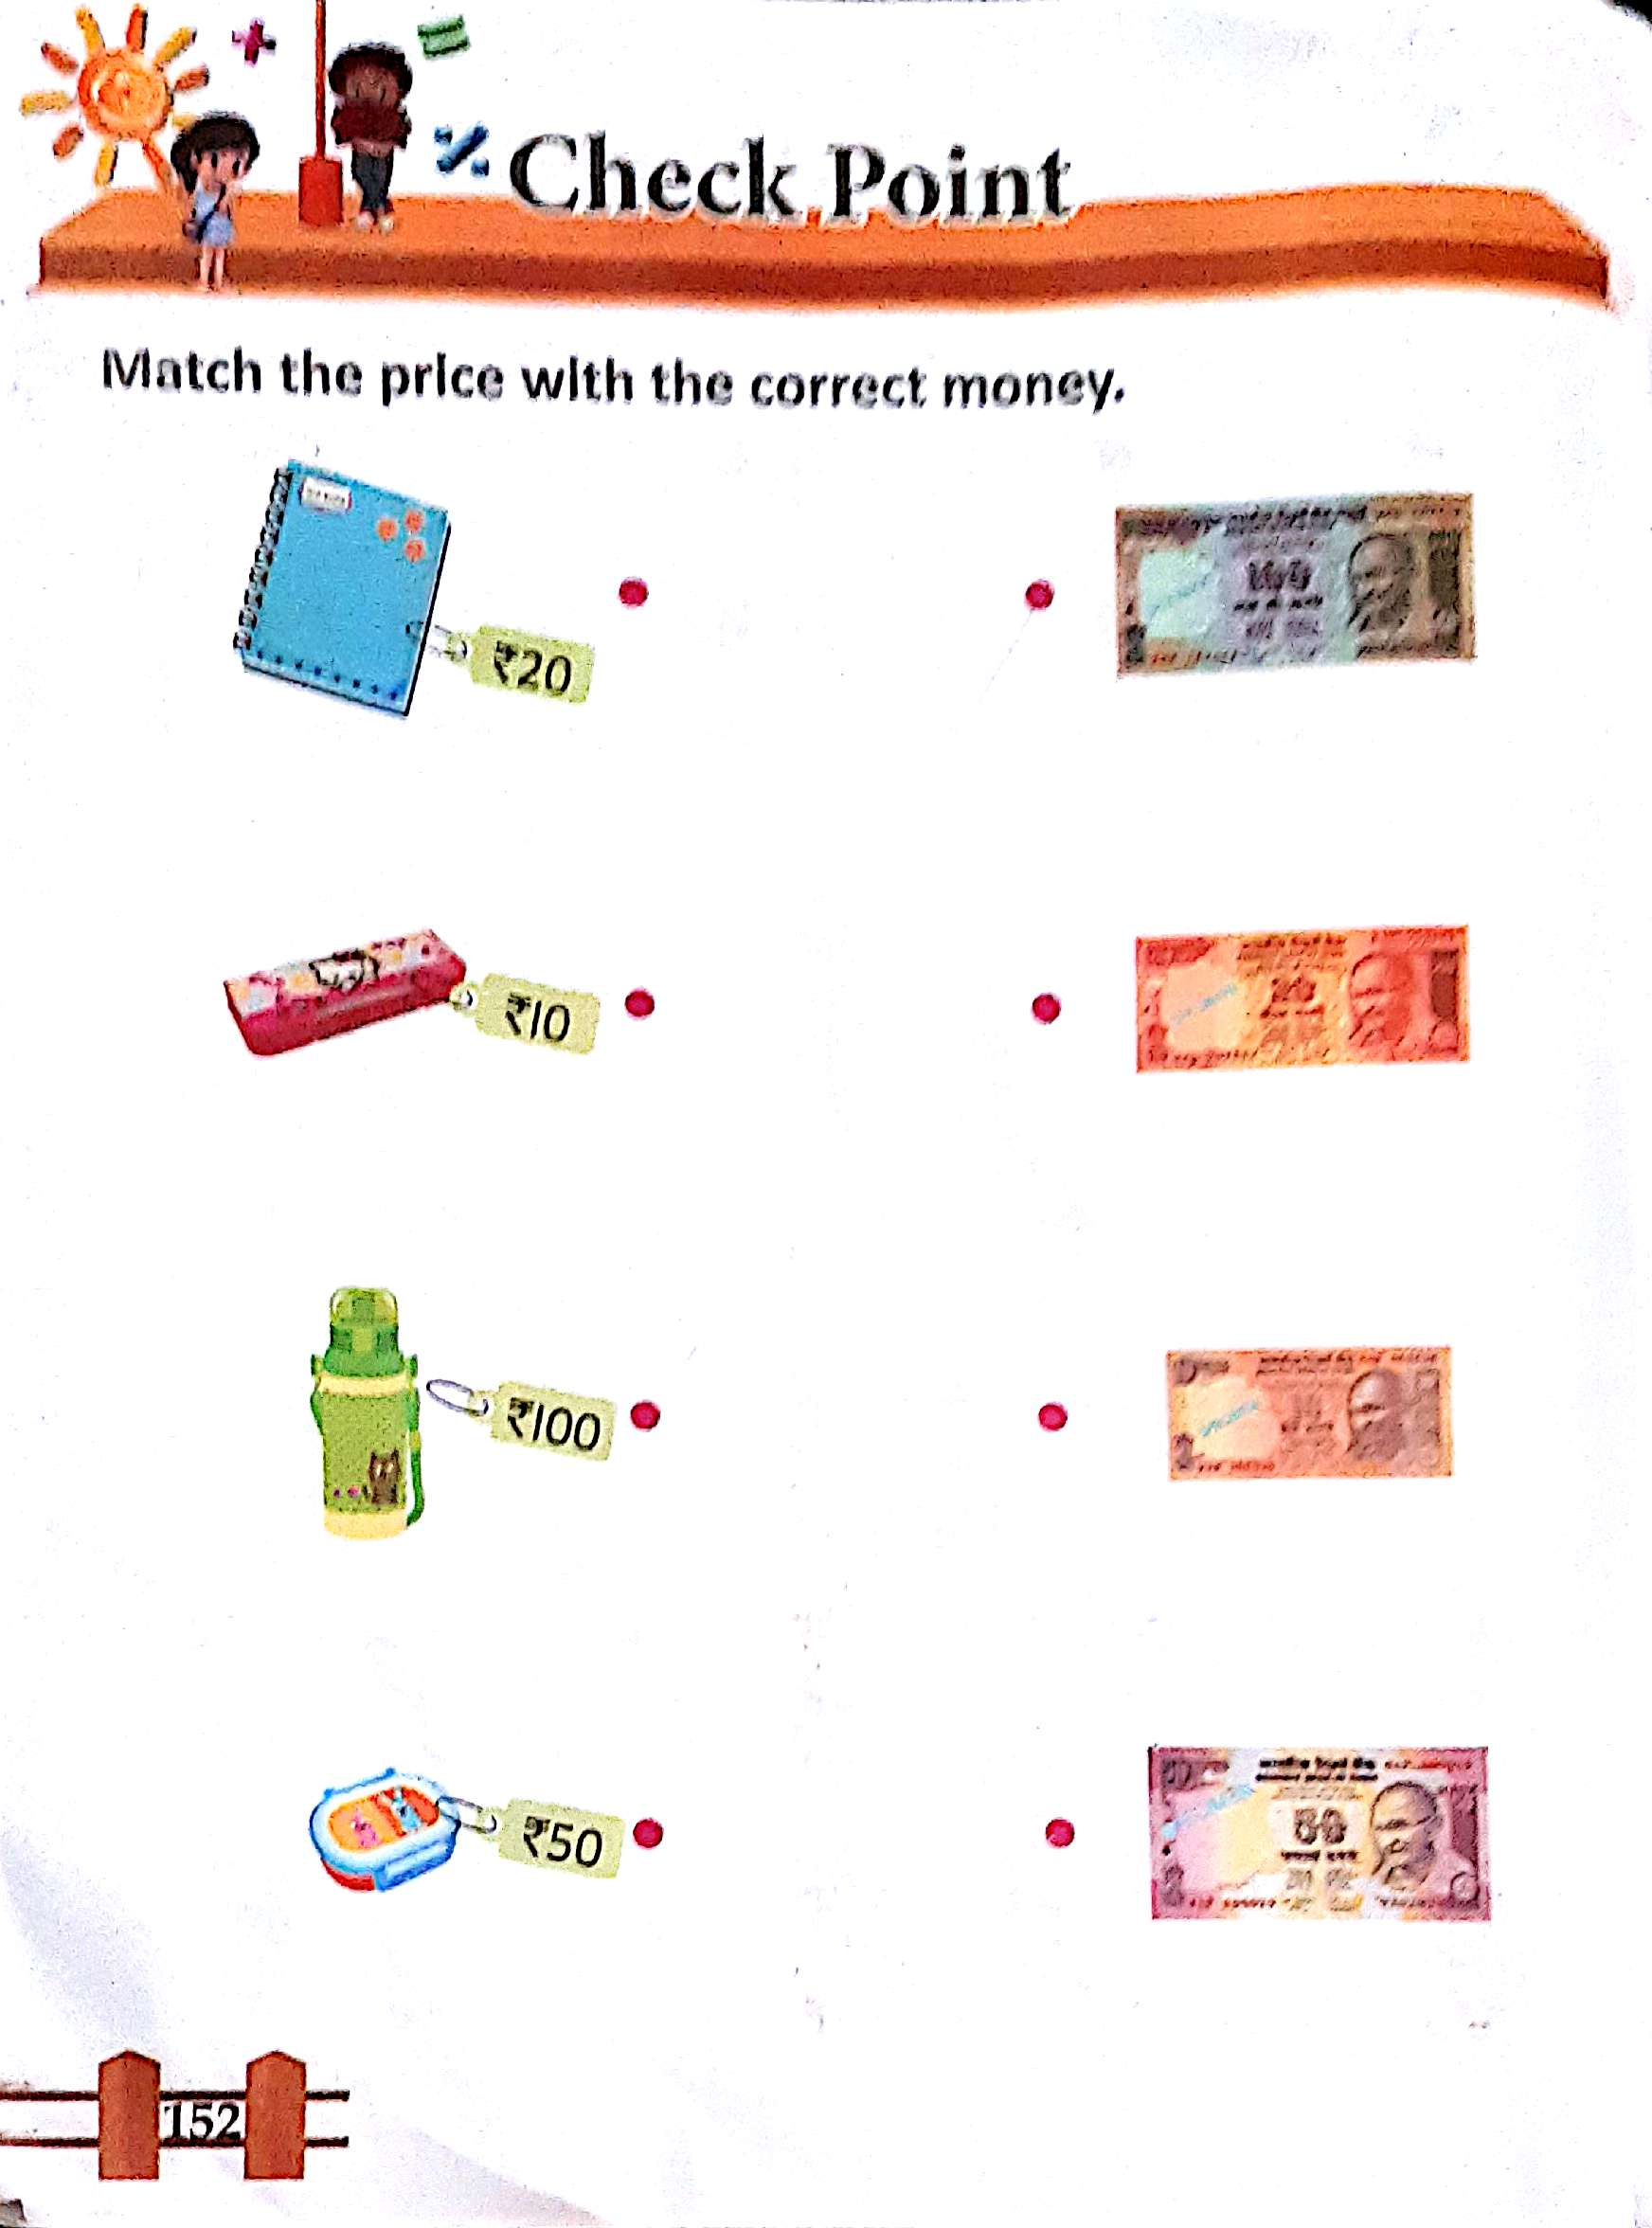 Check Point
Match the price with the correct money.
₹20
₹10
₹100
₹50
152